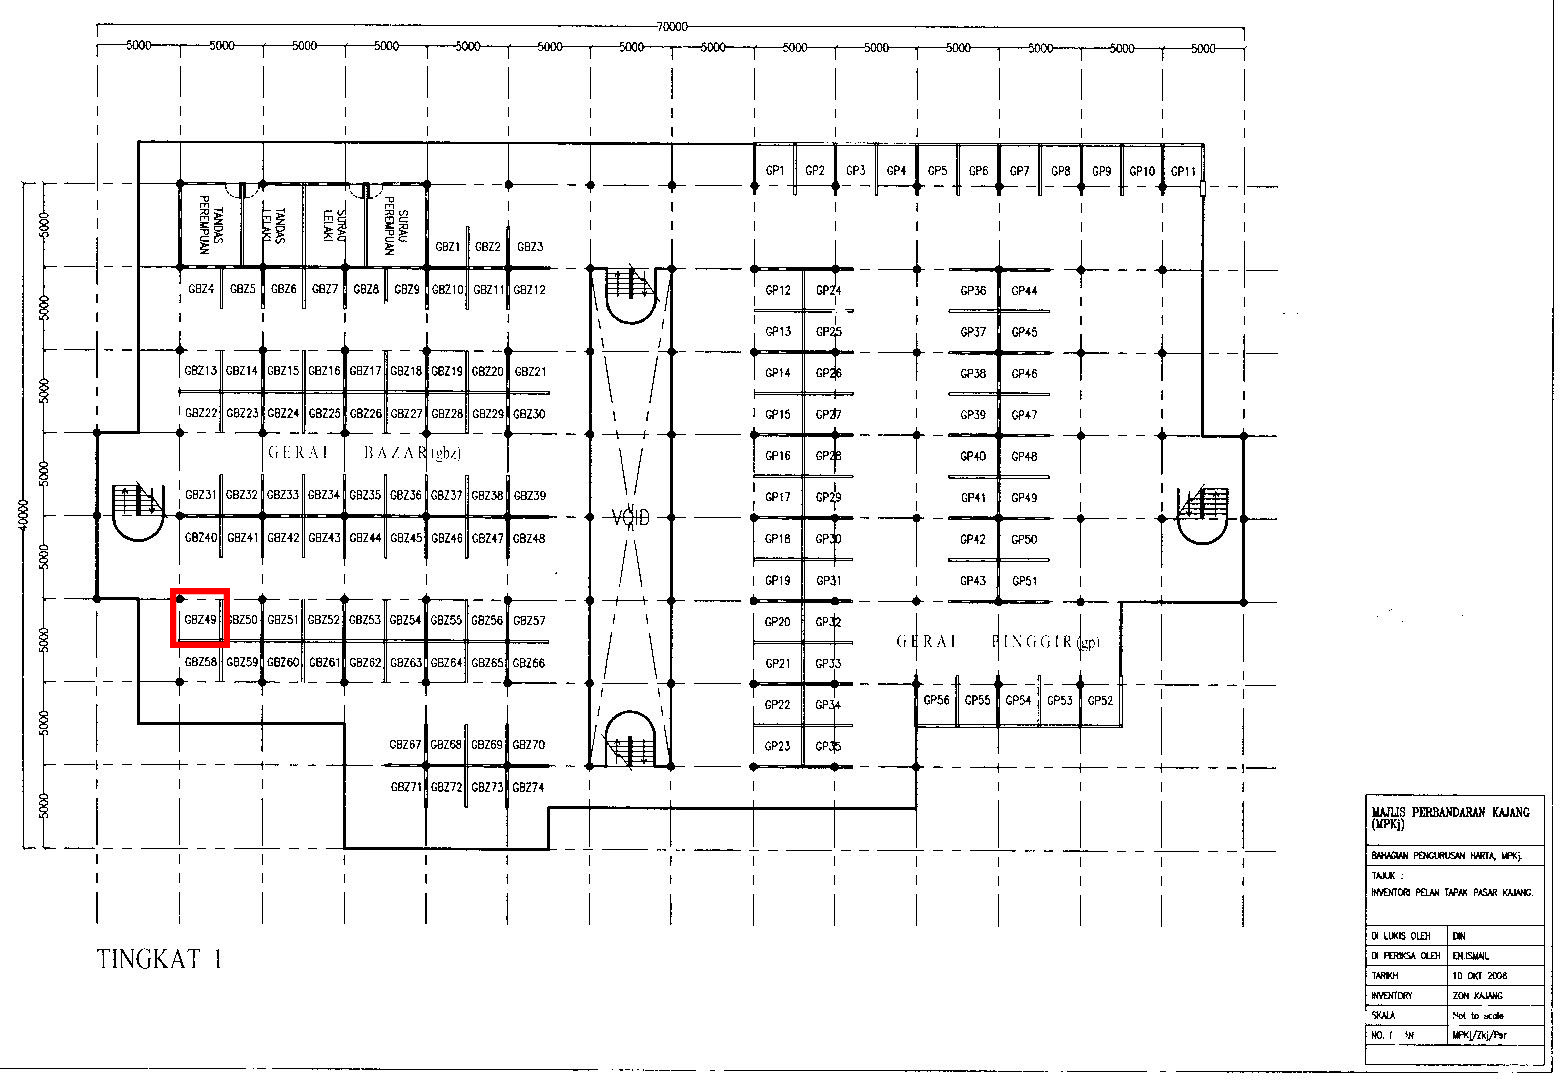 70000
5000 5000 5000 5000 5000 5000 5000 5000 5000 5000 5000 5000 5000 5000
GP1 GP2 GP3 GP4 GP5 GP6 GP7 GP8 GP9 GP10 GP11
TANDAS PEREMPUAN
TANDAS LELAKI
SURAU LELAKI
SURAU PEREMPUAN
GBZ1 GBZ2 GBZ3
GBZ4 GBZ5 GBZ6 GBZ7 GBZ8 GBZ9 GBZ10 GBZ11 GBZ12
GBZ13 GBZ14 GBZ15 GBZ16 GBZ17 GBZ18 GBZ19 GBZ20 GBZ21
GBZ22 GBZ23 GBZ24 GBZ25 GBZ26 GBZ27 GBZ28 GBZ29 GBZ30
GERAI BAZAR(gbz)
GBZ31 GBZ32 GBZ33 GBZ34 GBZ35 GBZ36 GBZ37 GBZ38 GBZ39
GBZ40 GBZ41 GBZ42 GBZ43 GBZ44 GBZ45 GBZ46 GBZ47 GBZ48
GBZ49 GBZ50 GBZ51 GBZ52 GBZ53 GBZ54 GBZ55 GBZ56 GBZ57
GBZ58 GBZ59 GBZ60 GBZ61 GBZ62 GBZ63 GBZ64 GBZ65 GBZ66
GBZ67 GBZ68 GBZ69 GBZ70
GBZ71 GBZ72 GBZ73 GBZ74
40000
5000 5000 5000 5000 5000 5000 5000 5000
VOID
GP12 GP24
GP13 GP25
GP14 GP26
GP15 GP27
GP16 GP28
GP17 GP29
GP18 GP30
GP19 GP31
GP20 GP32
GP21 GP33
GP22 GP34
GP23 GP35
GP36 GP44
GP37 GP45
GP38 GP46
GP39 GP47
GP40 GP48
GP41 GP49
GP42 GP50
GP43 GP51
GERAI PINGGIR(gp)
GP56 GP55 GP54 GP53 GP52
TINGKAT 1
MAJLIS PERBANDARAN KAJANG
(MPKj)
BAHAGIAN PENGURUSAN HARTA, MPKj.
TAJUK :
INVENTORI PELAN TAPAK PASAR KAJANG.
DI LUKIS OLEH DIN
DI PERIKSA OLEH EN.ISMAIL
TARIKH 10 OKT 2008
INVENTORY ZON KAJANG
SKALA Not to scale
NO. MPKj/Zkj/Psr